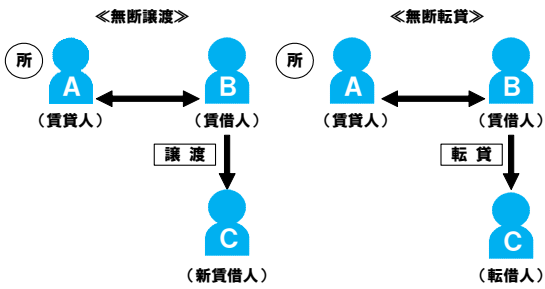 ≪無断譲渡≫
所 A B
（賃貸人） （賃借人）
譲 渡
C
（新賃借人）
≪無断転貸≫
所 A B
（賃貸人） （賃借人）
転 貸
C
（転借人）